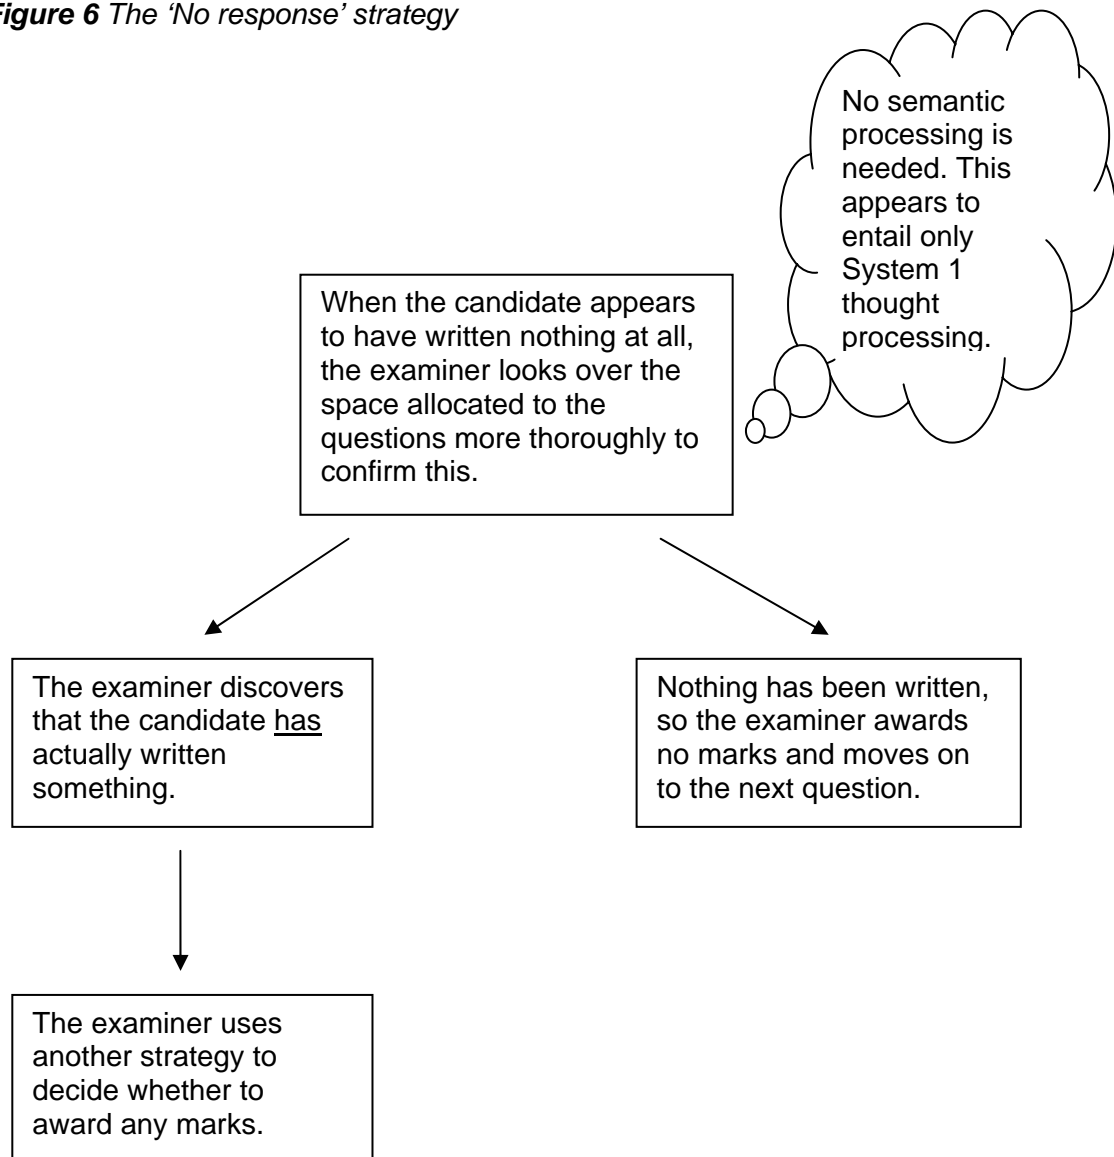 Figure 6 The ‘No response’ strategy
No semantic
processing is
needed. This
appears to
entail only
System 1
thought
processing.
When the candidate appears
to have written nothing at all,
the examiner looks over the
space allocated to the
questions more thoroughly to
confirm this.
The examiner discovers
that the candidate has
actually written
something.
Nothing has been written,
so the examiner awards
no marks and moves on
to the next question.
The examiner uses
another strategy to
decide whether to
award any marks.